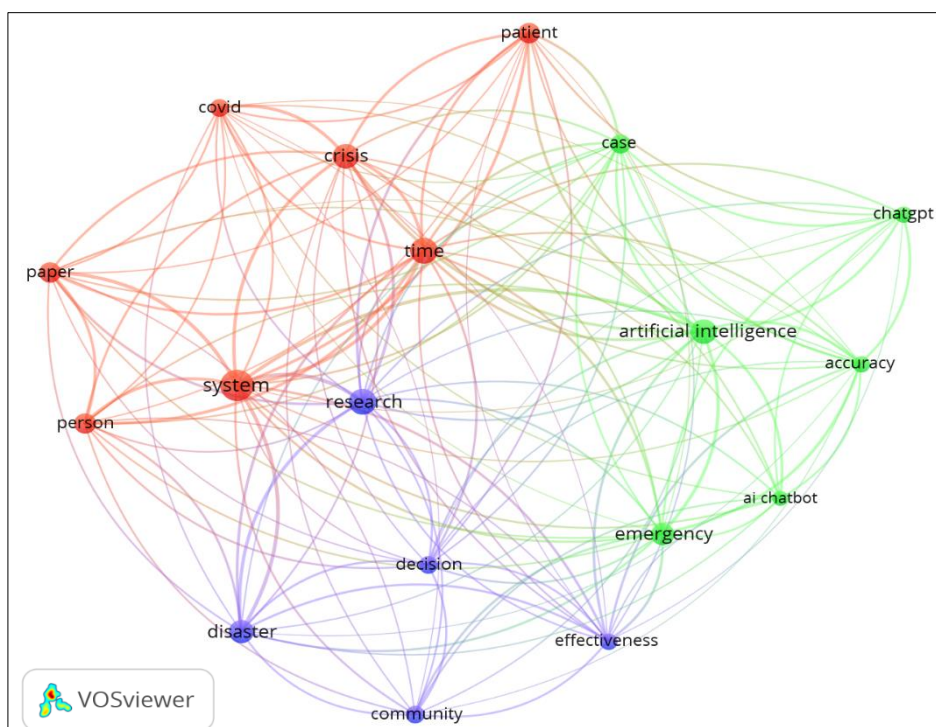 patient
covid
case
crisis
chatgpt
time
paper
artificial intelligence
accuracy
system
research
person
ai chatbot
emergency
decision
disaster
effectiveness
VOSviewer
community